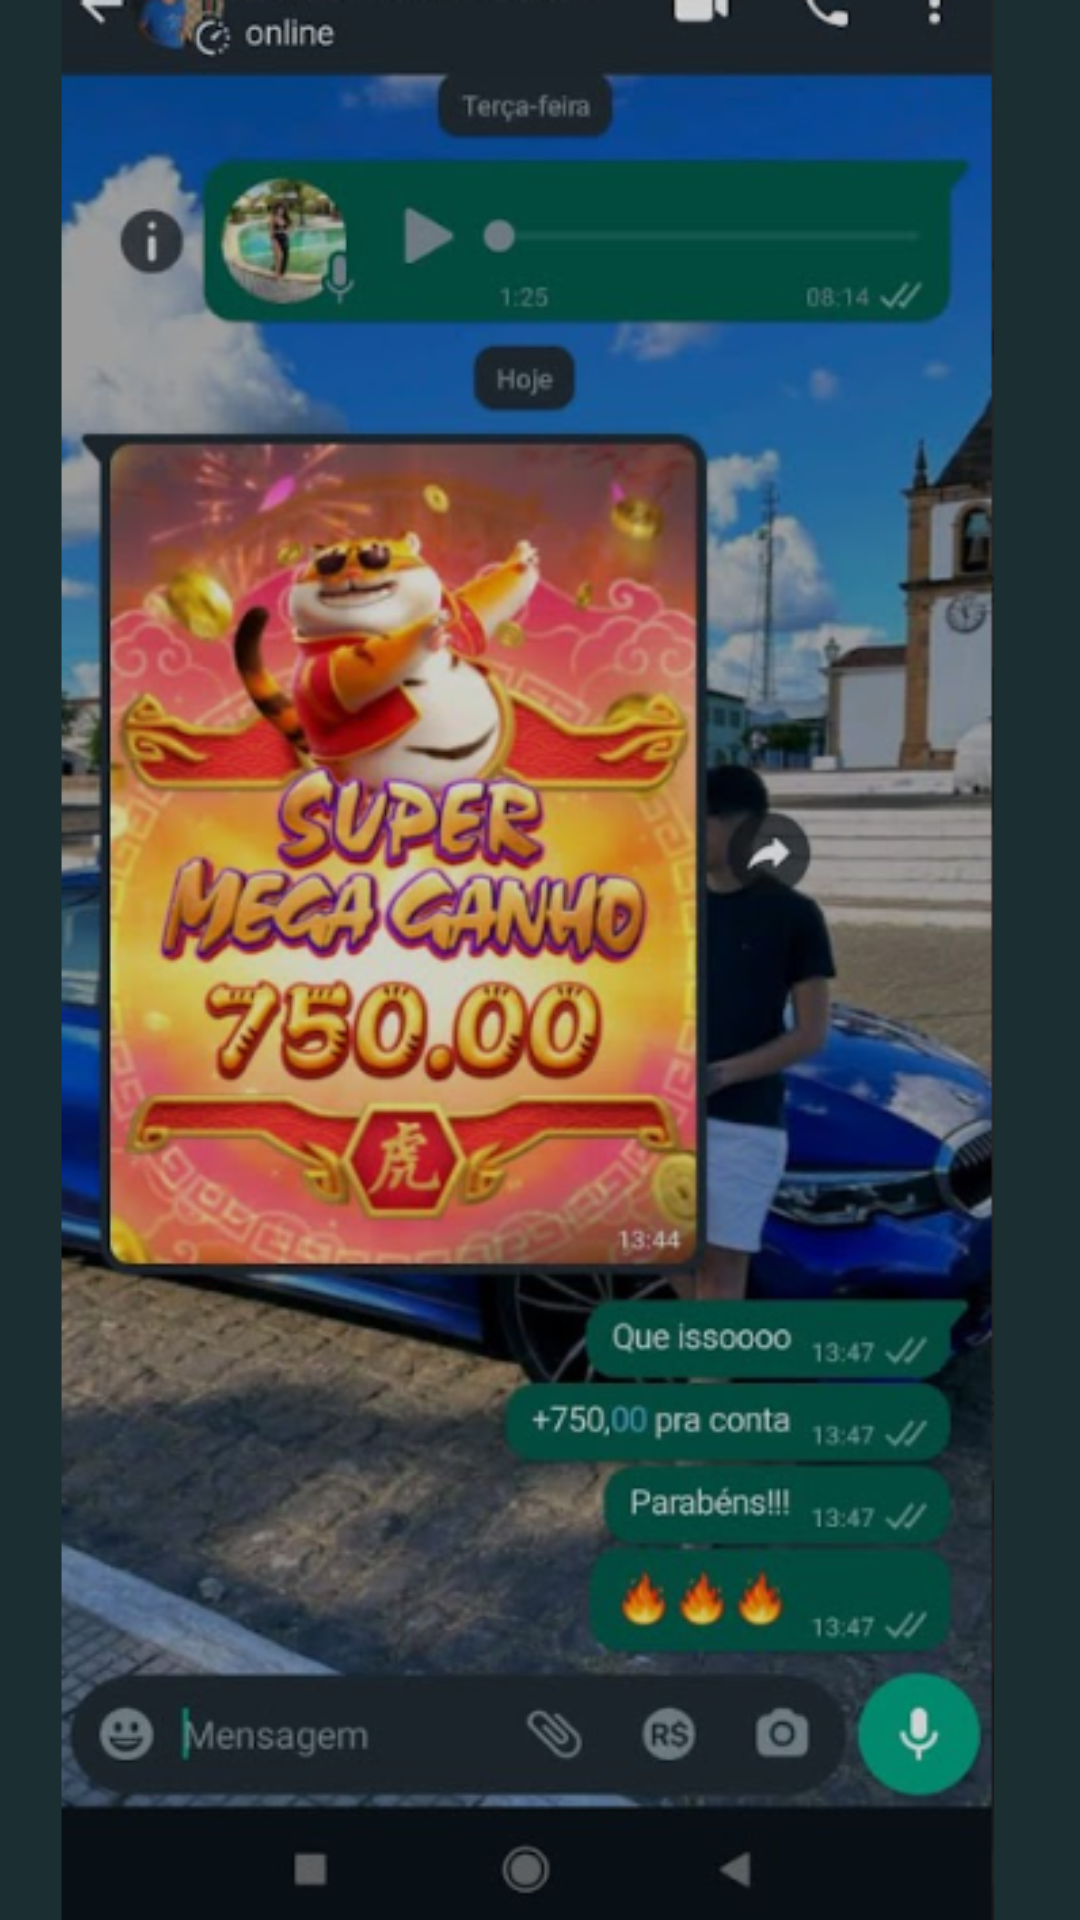 online
Terça-feira
1:25
08:14
Hoje
SUPER
MEGA GANHO
750.00
虎
13:44
Que issoooo 13:47
+750,00 pra conta 13:47
Parabéns!!! 13:47
🔥🔥🔥 13:47
Mensagem
R$